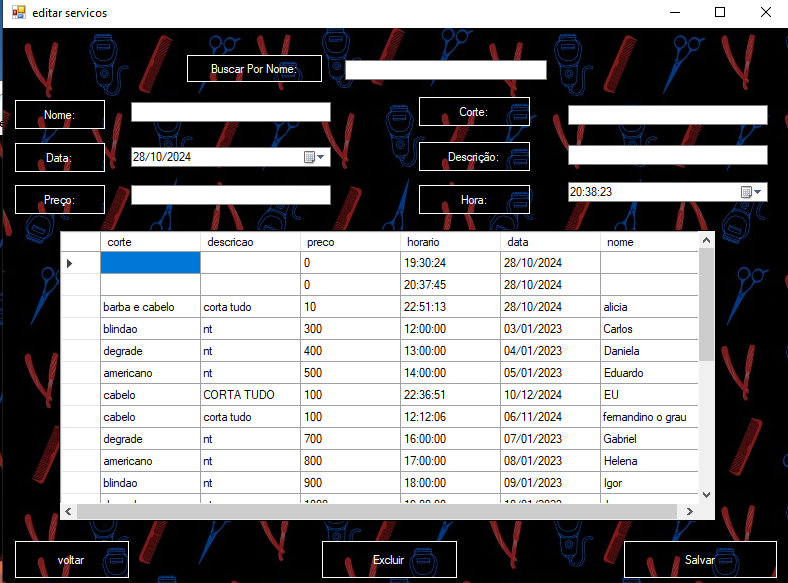 editar servicos
Buscar Por Nome:
Nome: Corte:
Data: 28/10/2024 Descrição:
Preço: Hora: 20:38:23
corte descricao preco horario data nome
0 19:30:24 28/10/2024
0 20:37:45 28/10/2024
barba e cabelo corta tudo 10 22:51:13 28/10/2024 alicia
blindao nt 300 12:00:00 03/01/2023 Carlos
degrade nt 400 13:00:00 04/01/2023 Daniela
americano nt 500 14:00:00 05/01/2023 Eduardo
cabelo CORTA TUDO 100 22:36:51 10/12/2024 EU
cabelo corta tudo 100 12:12:06 06/11/2024 fernandino o grau
degrade nt 700 16:00:00 07/01/2023 Gabriel
americano nt 800 17:00:00 08/01/2023 Helena
blindao nt 900 18:00:00 09/01/2023 Igor
voltar Excluir Salvar